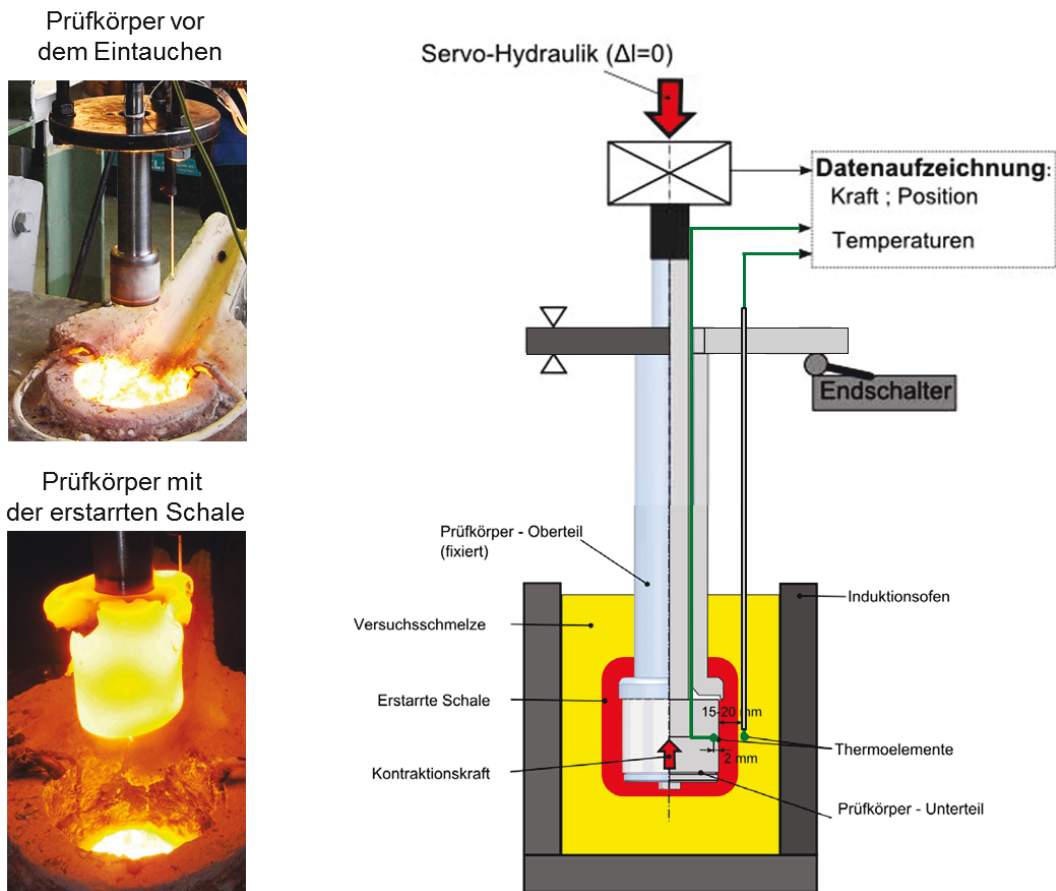 Prüfkörper vor
dem Eintauchen
Prüfkörper mit
der erstarrten Schale
Servo-Hydraulik (Δl=0)
Datenaufzeichnung:
Kraft ; Position
Temperaturen
Endschalter
Prüfkörper - Oberteil
(fixiert)
Induktionsofen
Versuchsschmelze
Erstarrte Schale
15-20 mm
Thermoelemente
2 mm
Kontraktionskraft
Prüfkörper - Unterteil